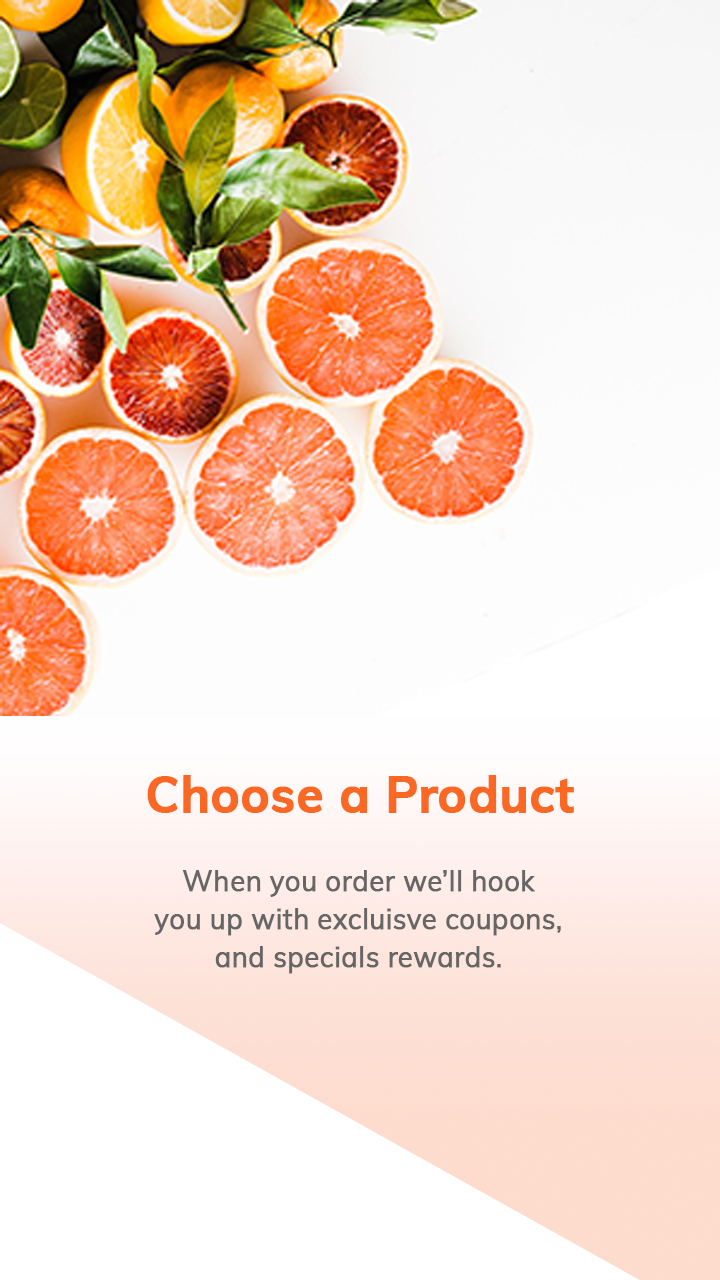 Choose a Product
When you order we'll hook
you up with excluisve coupons,
and specials rewards.